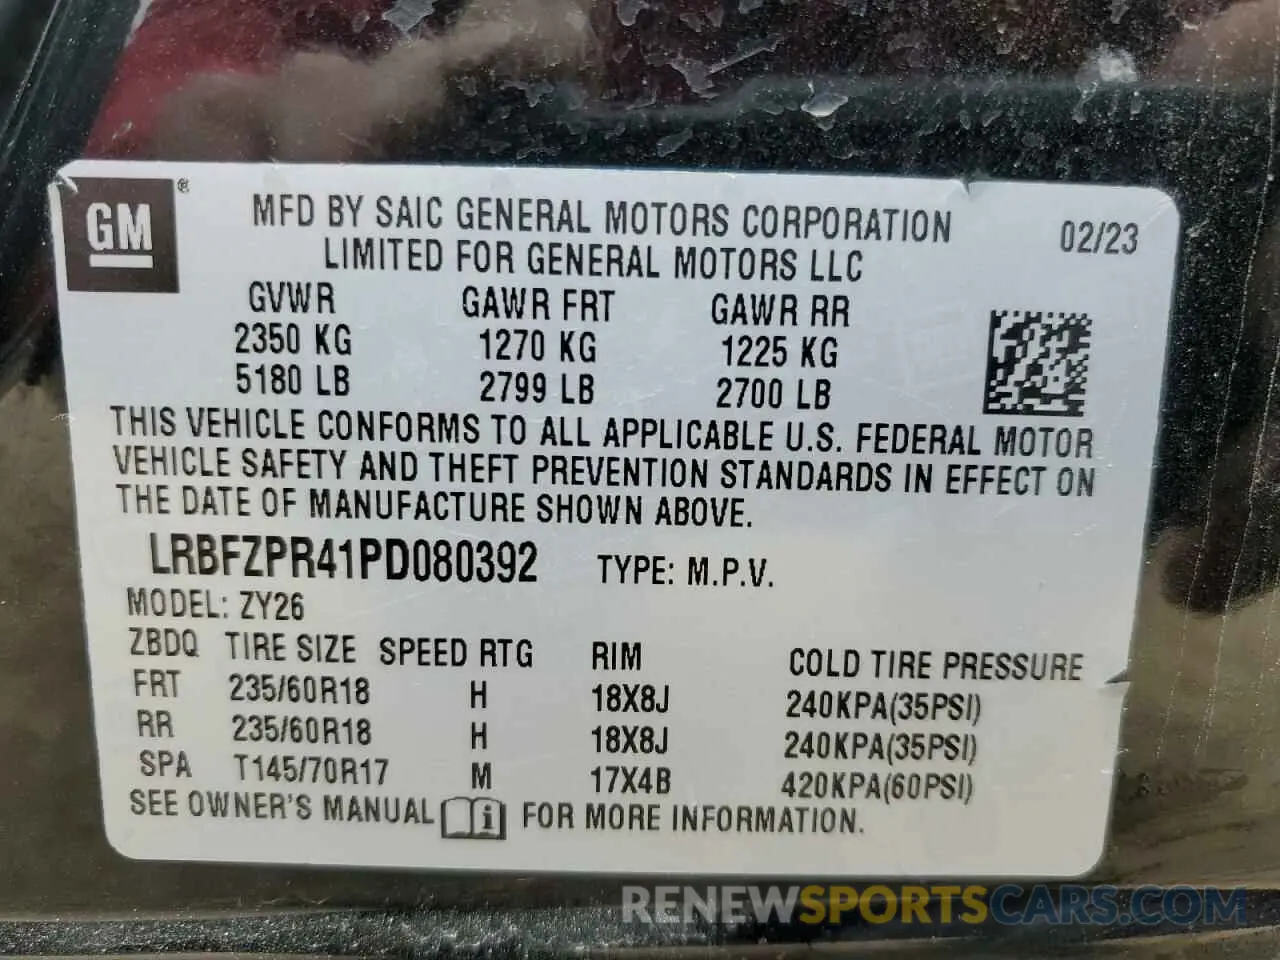 GM ®
MFD BY SAIC GENERAL MOTORS CORPORATION
LIMITED FOR GENERAL MOTORS LLC
02/23
GVWR GAWR FRT GAWR RR
2350 KG 1270 KG 1225 KG
5180 LB 2799 LB 2700 LB
THIS VEHICLE CONFORMS TO ALL APPLICABLE U.S. FEDERAL MOTOR
VEHICLE SAFETY AND THEFT PREVENTION STANDARDS IN EFFECT ON
THE DATE OF MANUFACTURE SHOWN ABOVE.
LRBFZPR41PD080392 TYPE: M.P.V.
MODEL: ZY26
ZBDQ TIRE SIZE SPEED RTG RIM COLD TIRE PRESSURE
FRT 235/60R18 H 18X8J 240KPA(35PSI)
RR 235/60R18 H 18X8J 240KPA(35PSI)
SPA T145/70R17 M 17X4B 420KPA(60PSI)
SEE OWNER'S MANUAL i FOR MORE INFORMATION.
RENEWSPORTSCARS.COM